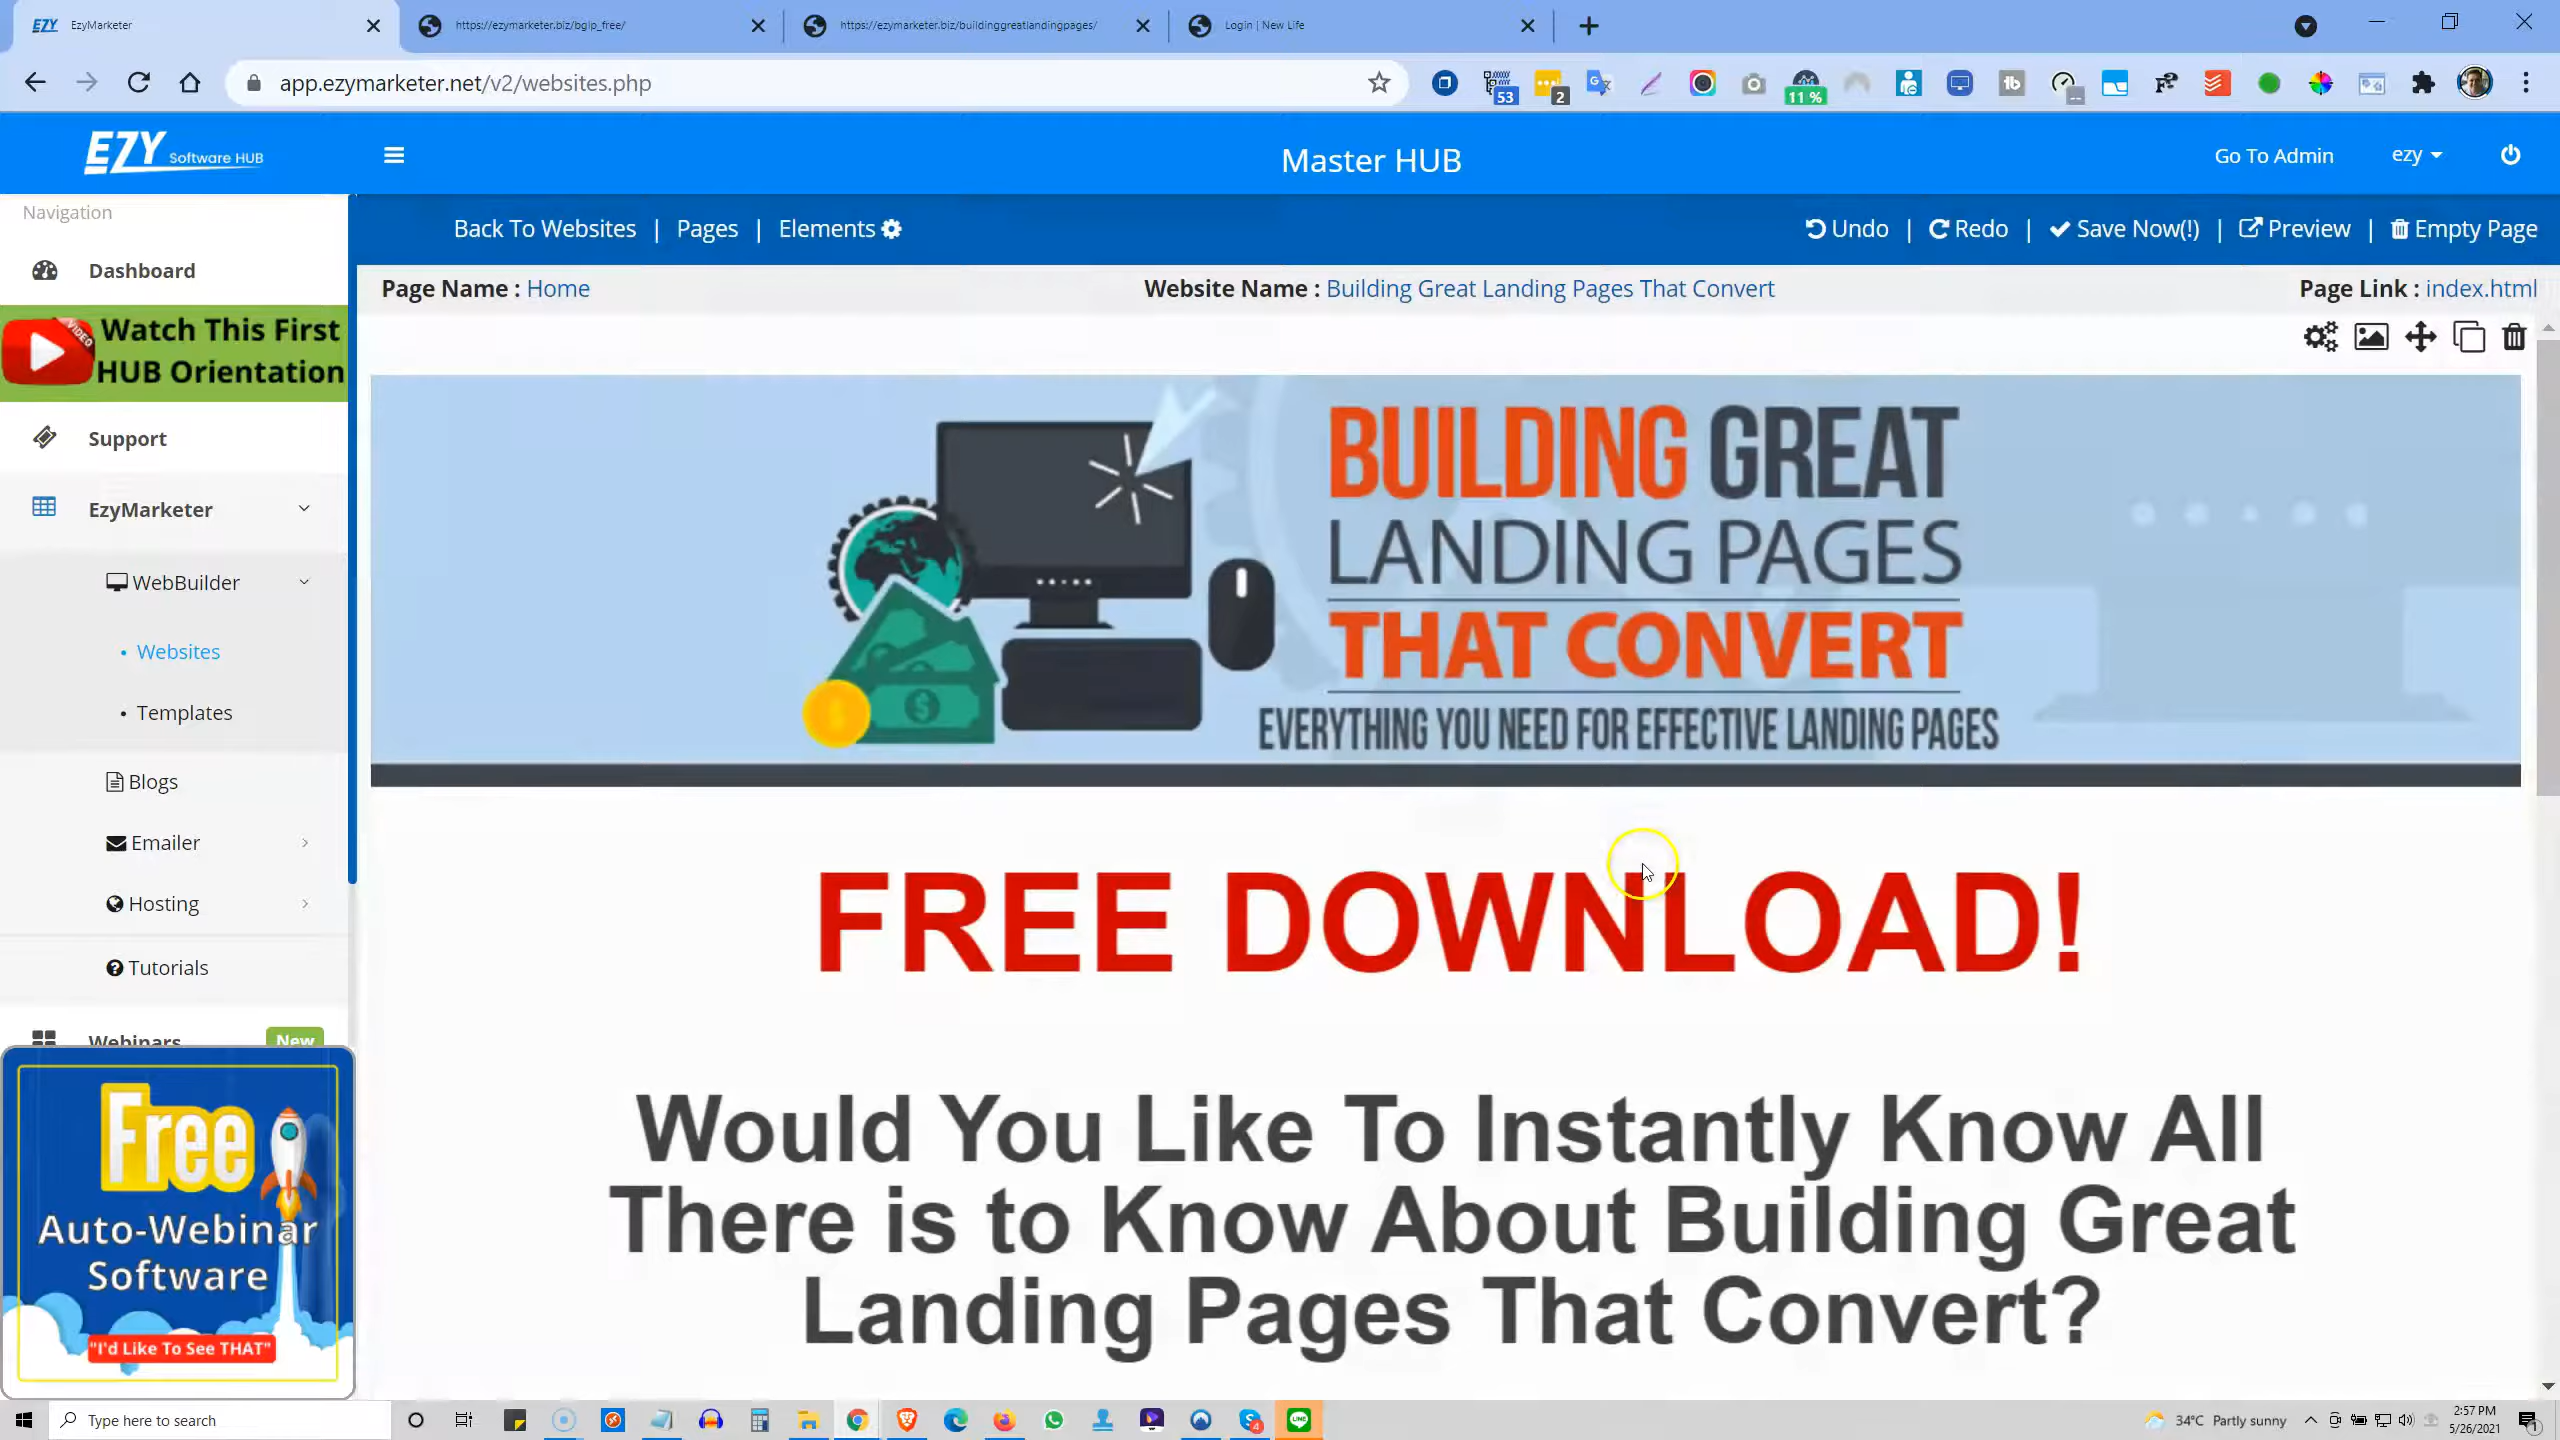 EZY EzyMarketer
https://ezymarketer.biz/bgip_free/
https://ezymarketer.biz/buildinggreatlandingpages/
Login | New Life
app.ezymarketer.net/v2/websites.php
53
2
11 %
EZY Software HUB
Master HUB
Go To Admin
ezy
Navigation
Dashboard
VIDEO
Watch This First
HUB Orientation
Support
EzyMarketer
WebBuilder
Websites
Templates
Blogs
Emailer
Hosting
Tutorials
Webinars New
Free
Auto-Webinar
Software
"I'd Like To See THAT"
Back To Websites | Pages | Elements
Undo | Redo | Save Now(!) | Preview | Empty Page
Page Name : Home
Website Name : Building Great Landing Pages That Convert
Page Link : index.html
BUILDING GREAT
LANDING PAGES
THAT CONVERT
EVERYTHING YOU NEED FOR EFFECTIVE LANDING PAGES
FREE DOWNLOAD!
Would You Like To Instantly Know All
There is to Know About Building Great
Landing Pages That Convert?
Type here to search
34°C Partly sunny
2:57 PM
5/26/2021